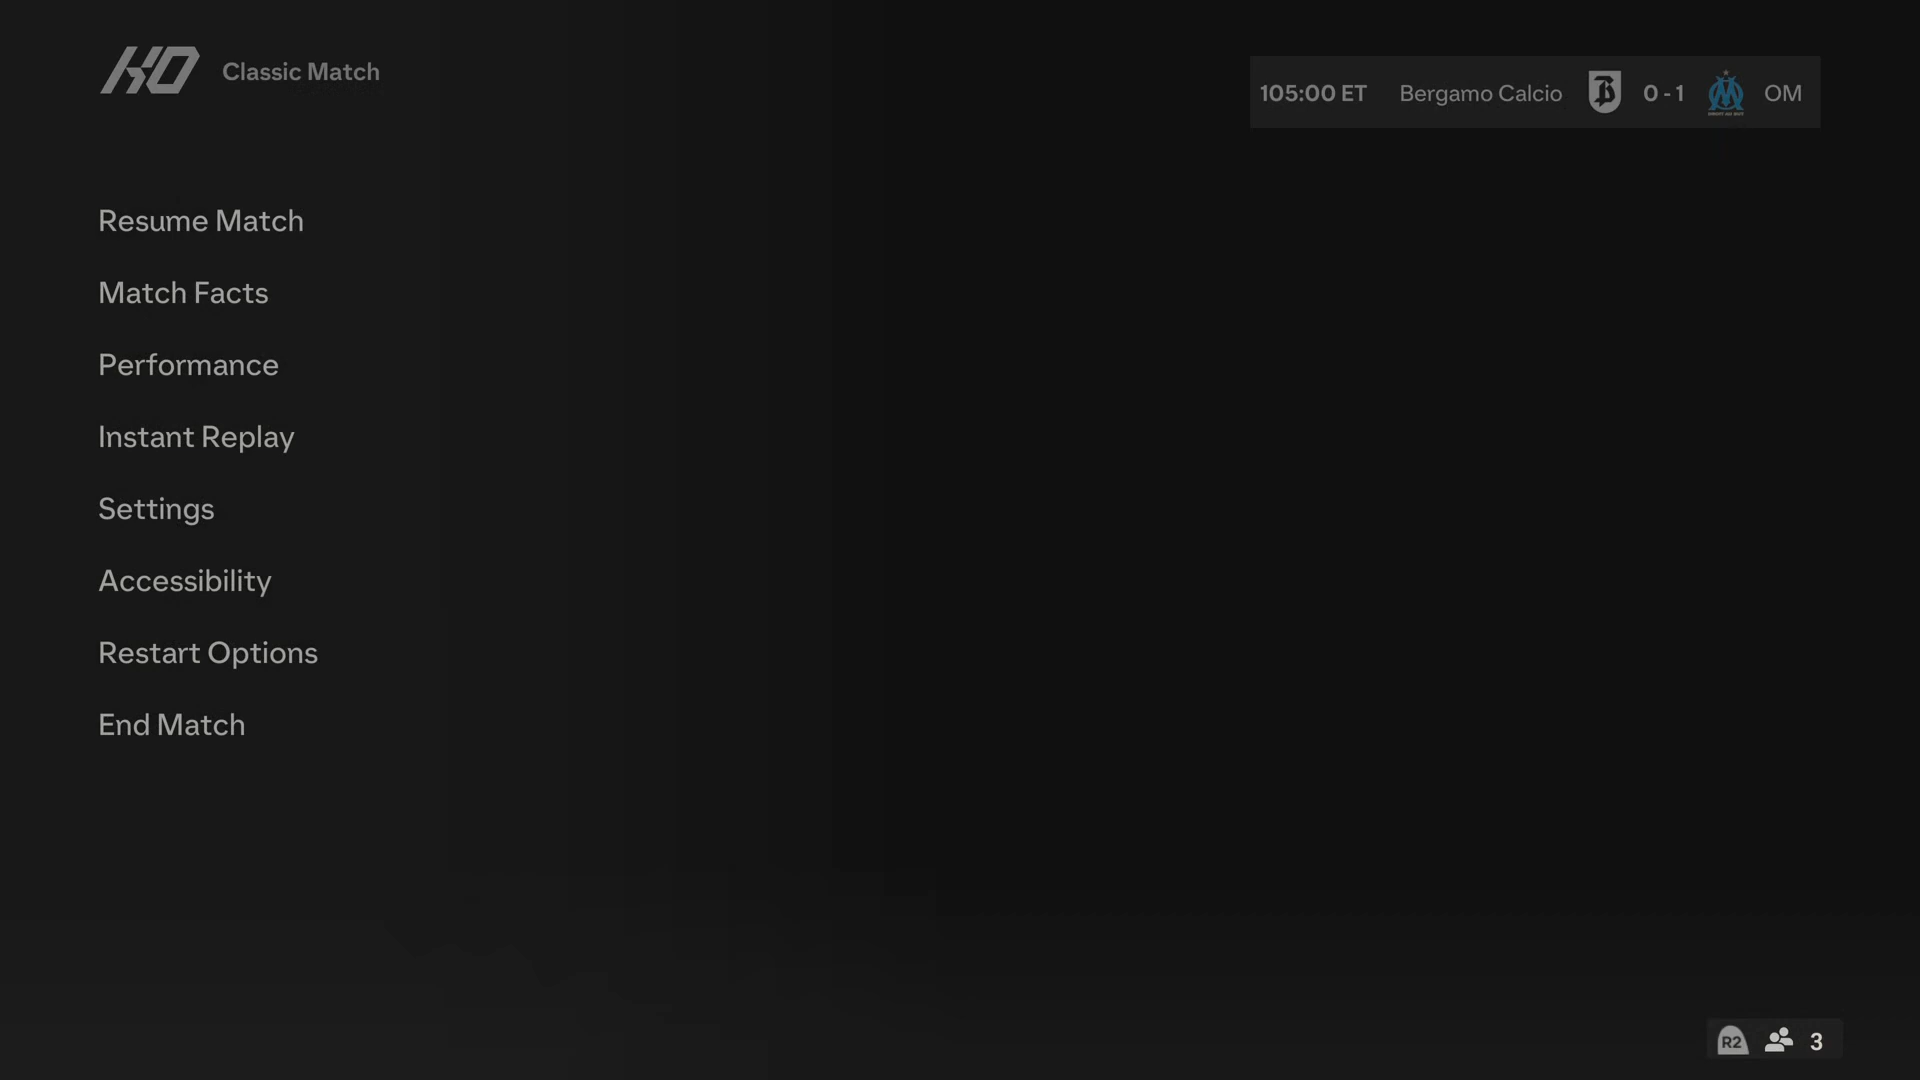 KO Classic Match
105:00 ET Bergamo Calcio B 0 - 1 OM
Resume Match
Match Facts
Performance
Instant Replay
Settings
Accessibility
Restart Options
End Match
R2 3